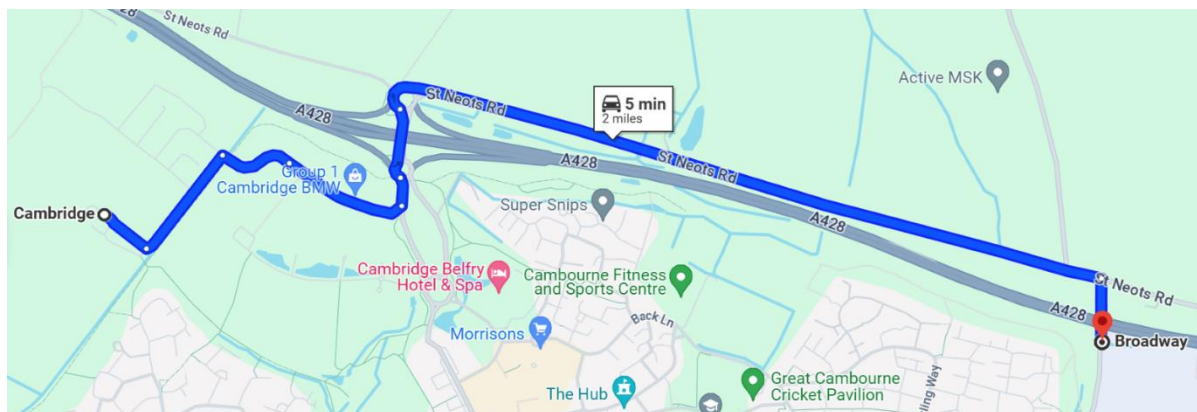 St Neots Rd
A428
St Neots Rd
5 min
2 miles
Active MSK
A428
St Neots Rd
Group 1
Cambridge BMW
Cambridge
Super Snips
A428
Cambridge Belfry
Hotel & Spa
Cambourne Fitness
and Sports Centre
St Neots Rd
A428
Back Ln
Morrisons
Broadway
The Hub
Great Cambourne
Cricket Pavilion